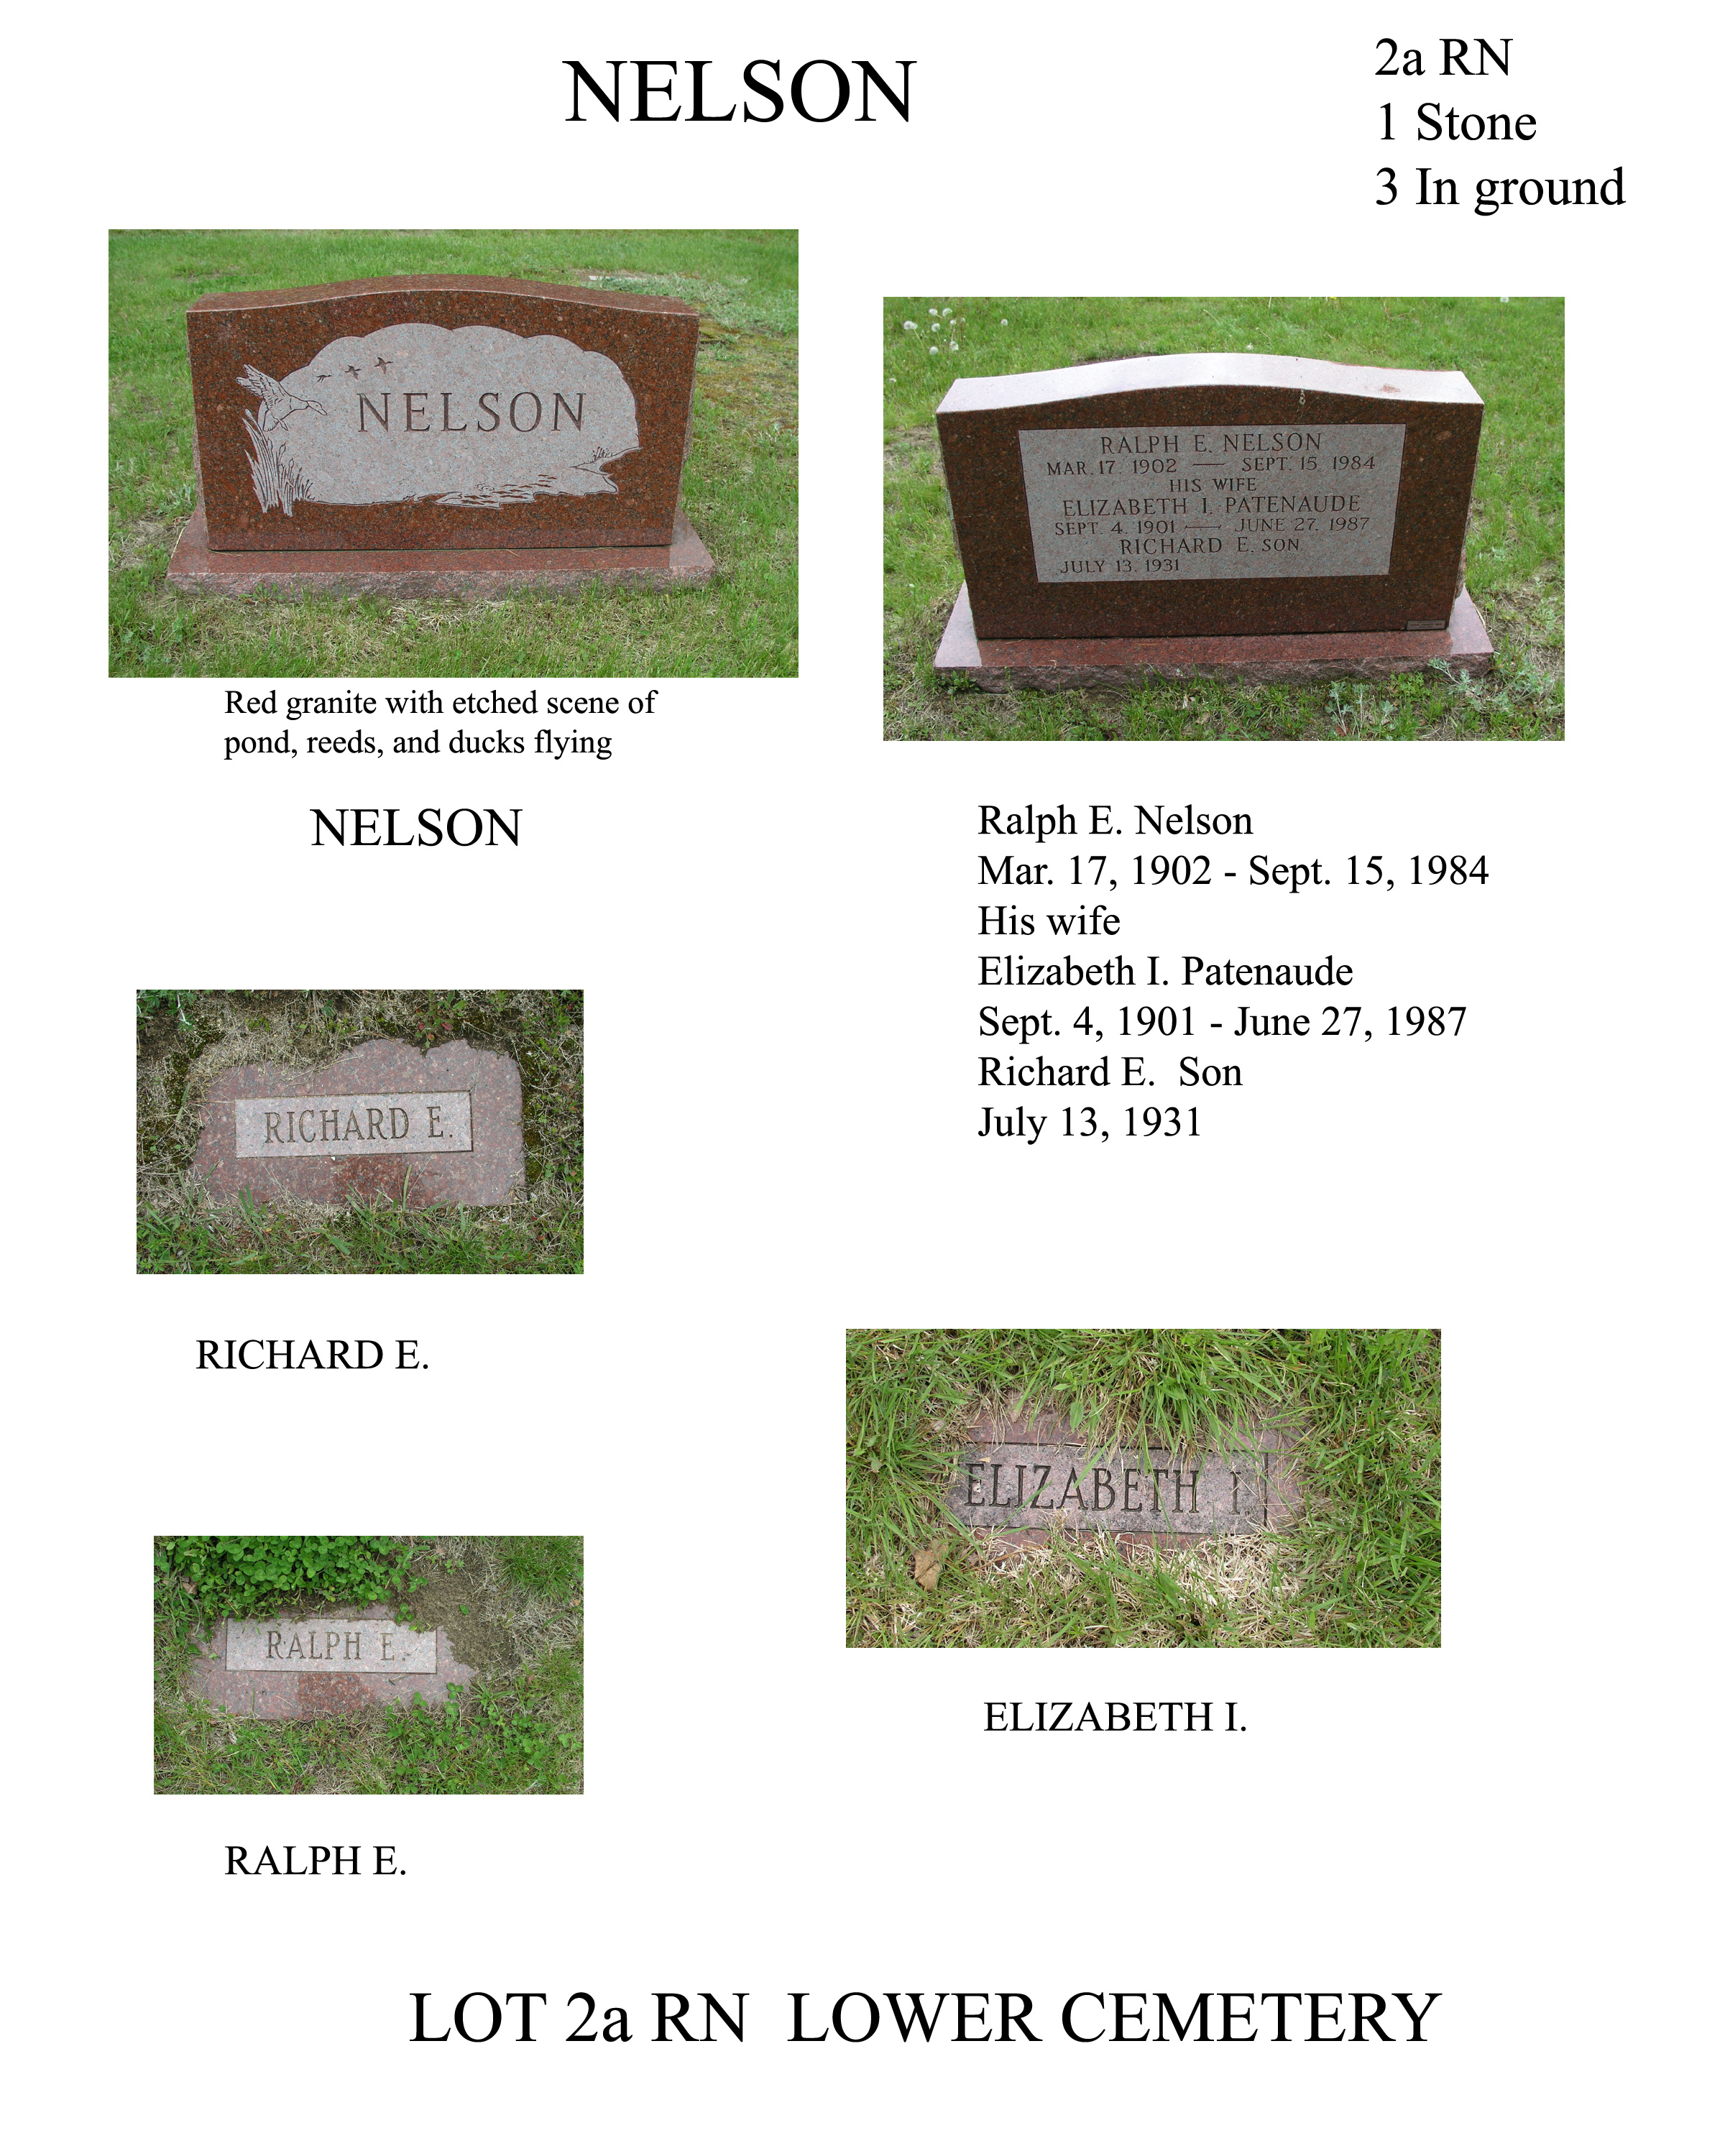 NELSON
2a RN
1 Stone
3 In ground
NELSON
RALPH E. NELSON
MAR. 17, 1902 — SEPT. 15, 1984
HIS WIFE
ELIZABETH I. PATENAUDE
SEPT. 4, 1901 — JUNE 27, 1987
RICHARD E. SON
JULY 13, 1931
Red granite with etched scene of
pond, reeds, and ducks flying
NELSON
Ralph E. Nelson
Mar. 17, 1902 - Sept. 15, 1984
His wife
Elizabeth I. Patenaude
Sept. 4, 1901 - June 27, 1987
Richard E.  Son
July 13, 1931
RICHARD E.
RICHARD E.
ELIZABETH I.
ELIZABETH I.
RALPH E.
RALPH E.
LOT 2a RN  LOWER CEMETERY